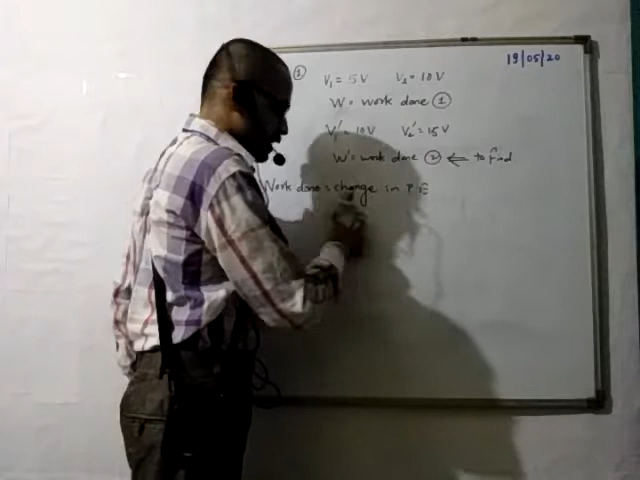 19/05/20
① V₁ = 5V V₂ = 10V
W = work done ①
V₁' = 10V V₂' = 15V
W' = work done ② ⇐ to find
Work done = change in P E